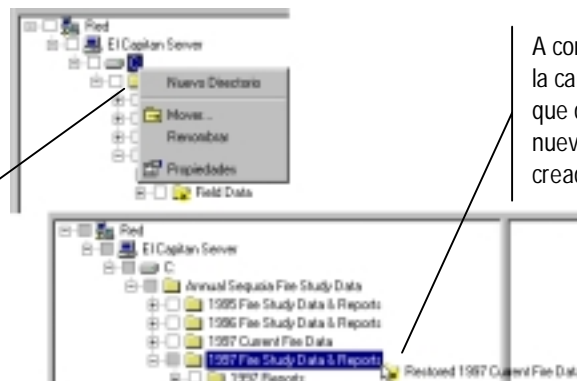 Red
El Capitan Server
C
Nuevo Directorio
Mover...
Renombrar
Propiedades
Field Data
A con
la ca
que
nuev
cread
Red
El Capitan Server
C
Annual Sequoia Fire Study Data
1995 Fire Study Data & Reports
1996 Fire Study Data & Reports
1997 Current Fire Data
1997 Fire Study Data & Reports
Restored 1997 Current Fire Data
1997 Reports